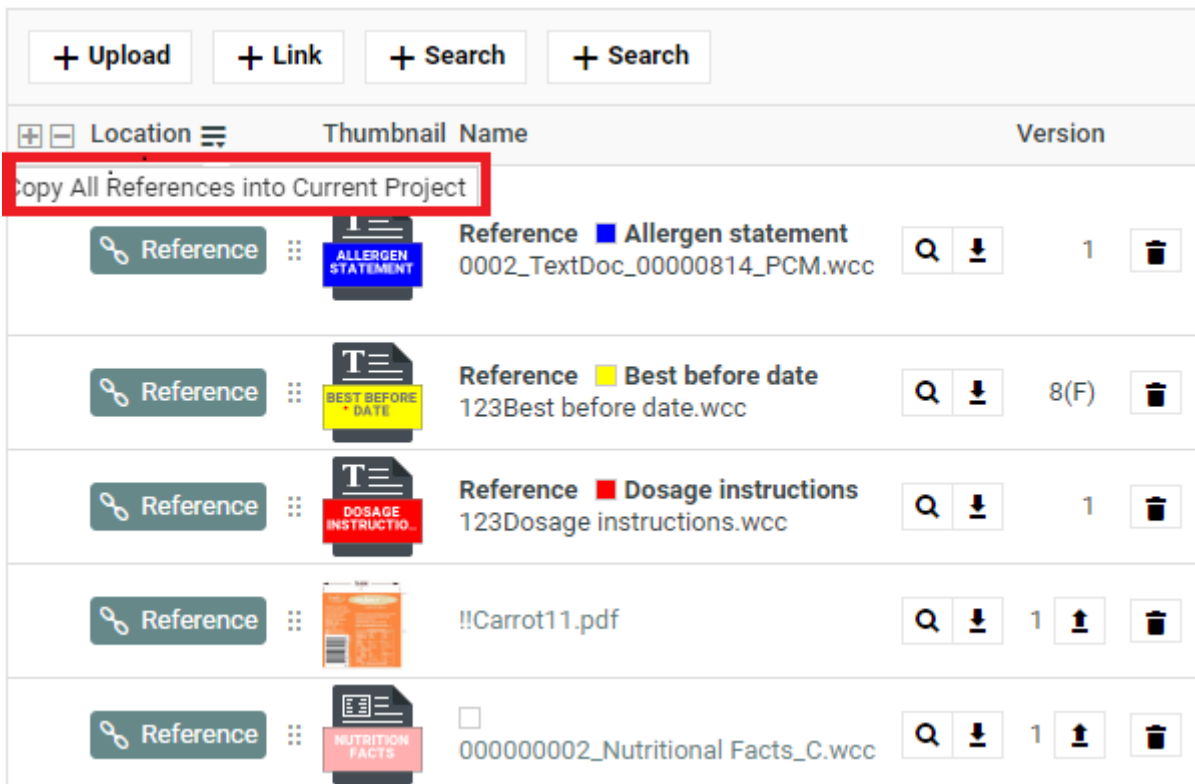 + Upload + Link + Search + Search
Location Thumbnail Name Version
Copy All References into Current Project
Reference ALLERGEN STATEMENT Reference Allergen statement 1
0002_TextDoc_00000814_PCM.wcc
Reference BEST BEFORE * DATE Reference Best before date 8(F)
123Best before date.wcc
Reference DOSAGE INSTRUCTIO... Reference Dosage instructions 1
123Dosage instructions.wcc
Reference !!Carrot11.pdf 1
Reference NUTRITION FACTS 1
000000002_Nutritional Facts_C.wcc